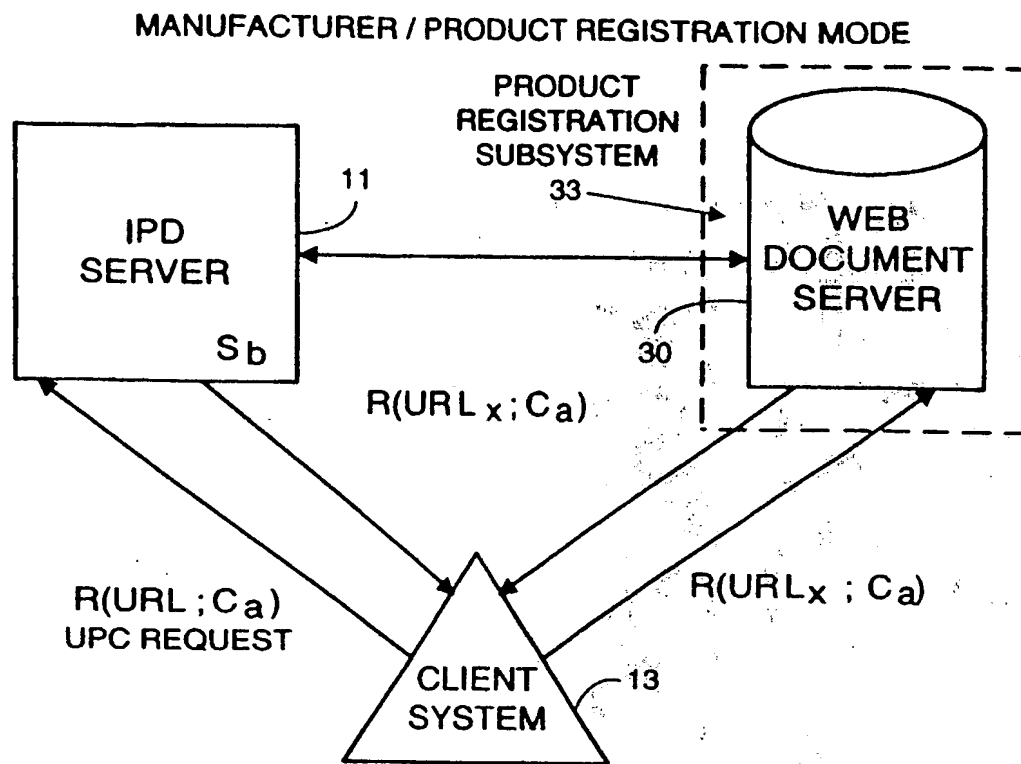 MANUFACTURER / PRODUCT REGISTRATION MODE
PRODUCT
REGISTRATION
SUBSYSTEM
33
11
IPD
SERVER
Sb
WEB
DOCUMENT
SERVER
30
R(URLx ; Ca)
R(URL ; Ca)
UPC REQUEST
R(URLx ; Ca)
CLIENT
SYSTEM
13